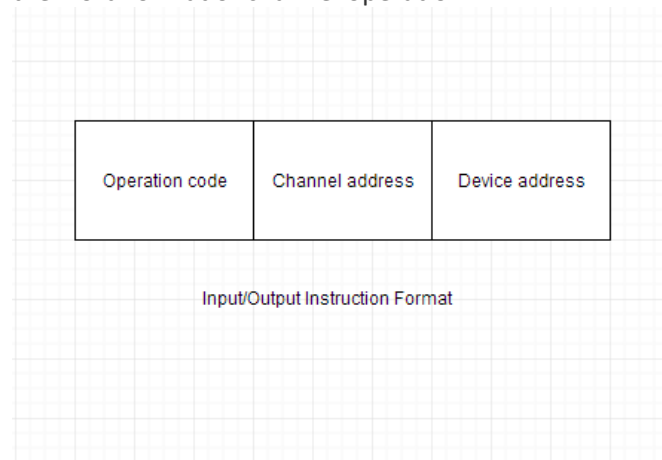 Operation code Channel address Device address
Input/Output Instruction Format